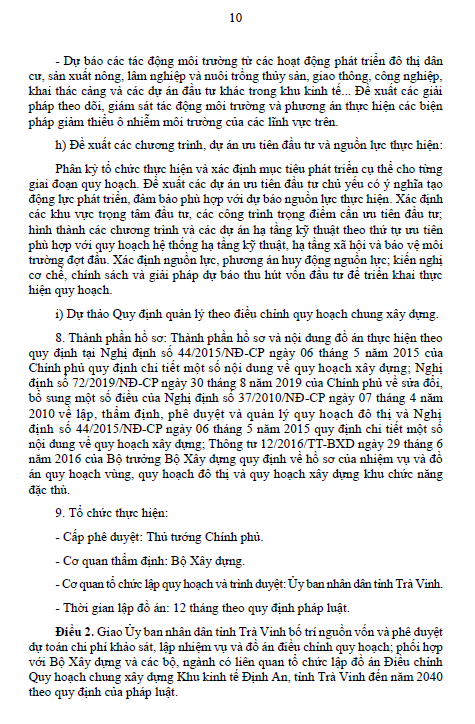 10
- Dự báo các tác động môi trường từ các hoạt động phát triển đô thị dân
cư, sản xuất nông, lâm nghiệp và nuôi trồng thủy sản, giao thông, công nghiệp,
khai thác cảng và các dự án đầu tư khác trong khu kinh tế... Đề xuất các giải
pháp theo dõi, giám sát tác động môi trường và phương án thực hiện các biện
pháp giảm thiểu ô nhiễm môi trường của các lĩnh vực trên.
h) Đề xuất các chương trình, dự án ưu tiên đầu tư và nguồn lực thực hiện:
Phân kỳ tổ chức thực hiện và xác định mục tiêu phát triển cụ thể cho từng
giai đoạn quy hoạch. Đề xuất các dự án ưu tiên đầu tư chủ yếu có ý nghĩa tạo
động lực phát triển, đảm bảo phù hợp với dự báo nguồn lực thực hiện. Xác định
các khu vực trọng tâm đầu tư, các công trình trọng điểm cần ưu tiên đầu tư;
hình thành các chương trình và các dự án hạ tầng kỹ thuật theo thứ tự ưu tiên
phù hợp với quy hoạch hệ thống hạ tầng kỹ thuật, hạ tầng xã hội và bảo vệ môi
trường đợt đầu. Xác định nguồn lực, phương án huy động nguồn lực; kiến nghị
cơ chế, chính sách và giải pháp dự báo thu hút vốn đầu tư để triển khai thực
hiện quy hoạch.
i) Dự thảo Quy định quản lý theo điều chỉnh quy hoạch chung xây dựng.
8. Thành phần hồ sơ: Thành phần hồ sơ và nội dung đồ án thực hiện theo
quy định tại Nghị định số 44/2015/NĐ-CP ngày 06 tháng 5 năm 2015 của
Chính phủ quy định chi tiết một số nội dung về quy hoạch xây dựng; Nghị
định số 72/2019/NĐ-CP ngày 30 tháng 8 năm 2019 của Chính phủ về sửa đổi,
bổ sung một số điều của Nghị định số 37/2010/NĐ-CP ngày 07 tháng 4 năm
2010 về lập, thẩm định, phê duyệt và quản lý quy hoạch đô thị và Nghị
định số 44/2015/NĐ-CP ngày 06 tháng 5 năm 2015 quy định chi tiết một số
nội dung về quy hoạch xây dựng; Thông tư 12/2016/TT-BXD ngày 29 tháng 6
năm 2016 của Bộ trưởng Bộ Xây dựng quy định về hồ sơ của nhiệm vụ và đồ
án quy hoạch vùng, quy hoạch đô thị và quy hoạch xây dựng khu chức năng
đặc thù.
9. Tổ chức thực hiện:
- Cấp phê duyệt: Thủ tướng Chính phủ.
- Cơ quan thẩm định: Bộ Xây dựng.
- Cơ quan tổ chức lập quy hoạch và trình duyệt: Ủy ban nhân dân tỉnh Trà Vinh.
- Thời gian lập đồ án: 12 tháng theo quy định pháp luật.
Điều 2. Giao Ủy ban nhân dân tỉnh Trà Vinh bố trí nguồn vốn và phê duyệt
dự toán chi phí khảo sát, lập nhiệm vụ và đồ án điều chỉnh quy hoạch; phối hợp
với Bộ Xây dựng và các bộ, ngành có liên quan tổ chức lập đồ án Điều chỉnh
Quy hoạch chung xây dựng Khu kinh tế Định An, tỉnh Trà Vinh đến năm 2040
theo quy định của pháp luật.